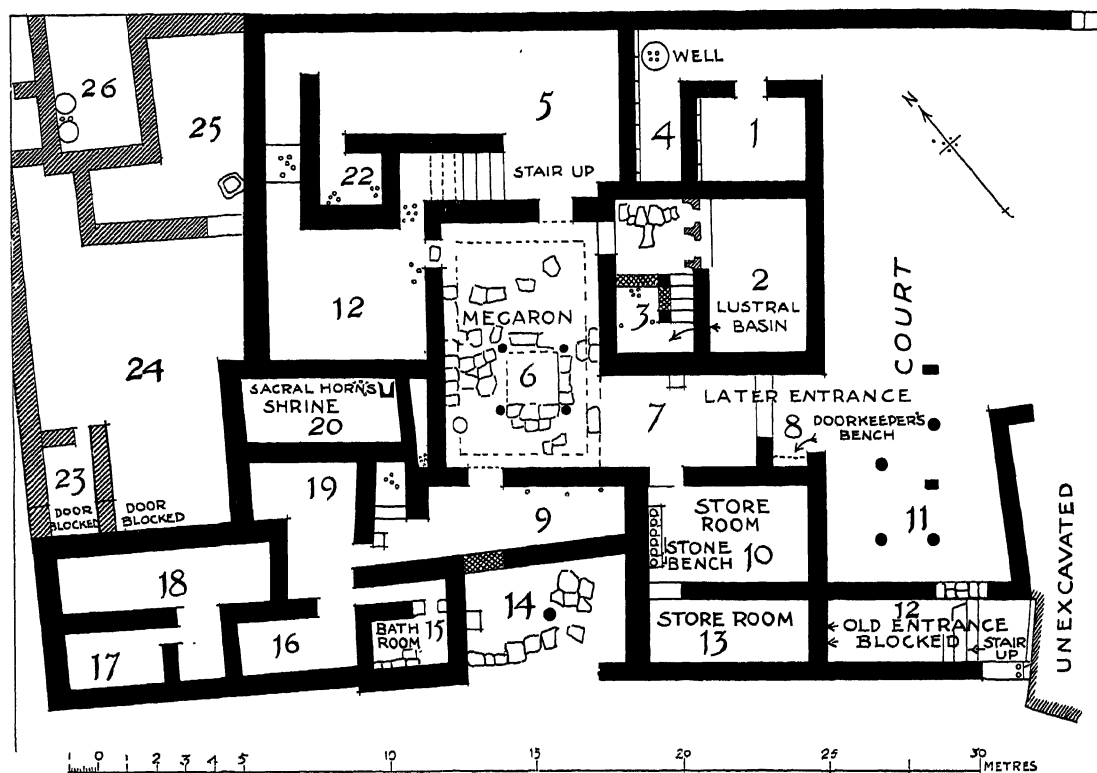 26
25
5
WELL
4
1
22
STAIR UP
N
12
MEGARON
6
2
LUSTRAL
BASIN
3
COURT
24
SACRAL HORNS
SHRINE
20
7
LATER ENTRANCE
8
DOORKEEPER'S
BENCH
23
DOOR
BLOCKED
DOOR
BLOCKED
19
9
STORE
ROOM
STONE
BENCH
10
11
UNEXCAVATED
18
17
16
BATH
ROOM
15
14
STORE ROOM
13
12
OLD ENTRANCE
BLOCKED
STAIR
UP
1 0 1 2 3 4 5 10 15 20 25 30 METRES